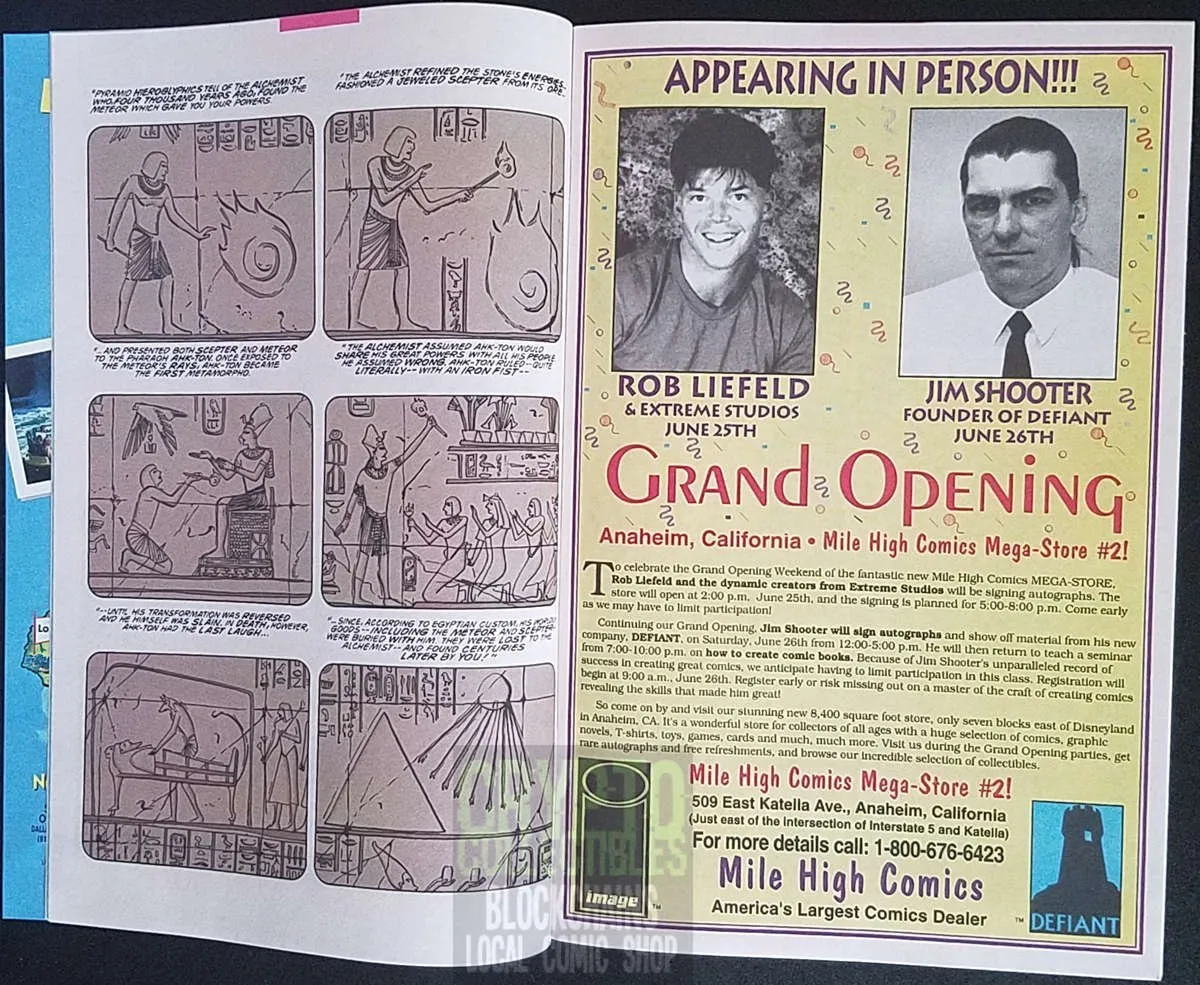 "PYRAMID HIEROGLYPHICS TELL OF THE ALCHEMIST
WHO, FOUR THOUSAND YEARS AGO, FOUND THE
METEOR WHICH GAVE YOU YOUR POWERS.
"THE ALCHEMIST REFINED THE STONE'S ENERGIES,
FASHIONED A JEWELED SCEPTER FROM ITS ORE--
"--AND PRESENTED BOTH SCEPTER AND METEOR
TO THE PHARAOH AHK-TON. ONCE EXPOSED TO
THE METEOR'S RAYS, AHK-TON BECAME
THE FIRST METAMORPHO.
"THE ALCHEMIST ASSUMED AHK-TON WOULD
SHARE HIS GREAT POWERS WITH ALL HIS PEOPLE.
HE ASSUMED WRONG. AHK-TON RULED--QUITE
LITERALLY--WITH AN IRON FIST--
"--UNTIL HIS TRANSFORMATION WAS REVERSED
AND HE HIMSELF WAS SLAIN. IN DEATH, HOWEVER,
AHK-TON HAD THE LAST LAUGH...
"--SINCE, ACCORDING TO EGYPTIAN CUSTOM, HIS
GOODS--INCLUDING THE METEOR AND SCEPTER--
WERE BURIED WITH HIM. THEY WERE LOST TO THE
ALCHEMIST--AND FOUND CENTURIES
LATER BY YOU!"
APPEARING IN PERSON!!!
ROB LIEFELD
& EXTREME STUDIOS
JUNE 25TH
JIM SHOOTER
FOUNDER OF DEFIANT
JUNE 26TH
GRAND OPENING
Anaheim, California • Mile High Comics Mega-Store #2!
To celebrate the Grand Opening Weekend of the fantastic new Mile High Comics MEGA-STORE,
Rob Liefeld and the dynamic creators from Extreme Studios will be signing autographs. The
store will open at 2:00 p.m. June 25th, and the signing is planned for 5:00-8:00 p.m. Come early
as we may have to limit participation!
Continuing our Grand Opening, Jim Shooter will sign autographs and show off material from his new
company, DEFIANT, on Saturday, June 26th from 12:00-5:00 p.m. He will then return to teach a seminar
from 7:00-10:00 p.m. on how to create comic books. Because of Jim Shooter's unparalleled record of
success in creating great comics, we anticipate having to limit participation in this class. Registration will
begin at 9:00 a.m., June 26th. Register early or risk missing out on a master of the craft of creating comics
revealing the skills that made him great!
So come on by and visit our stunning new 8,400 square foot store, only seven blocks east of Disneyland
in Anaheim, CA. It's a wonderful store for collectors of all ages with a huge selection of comics, graphic
novels, T-shirts, toys, games, cards and much, much more. Visit us during the Grand Opening parties, get
rare autographs and free refreshments, and browse our incredible selection of collectibles.
Mile High Comics Mega-Store #2!
509 East Katella Ave., Anaheim, California
(Just east of the Intersection of Interstate 5 and Katella)
For more details call: 1-800-676-6423
Mile High Comics
America's Largest Comics Dealer
image
TM
TM
DEFIANT
CRYPTO
COLLECTIBLES
BLOCKCHAINS
LOCAL COMIC SHOP
Lo
N